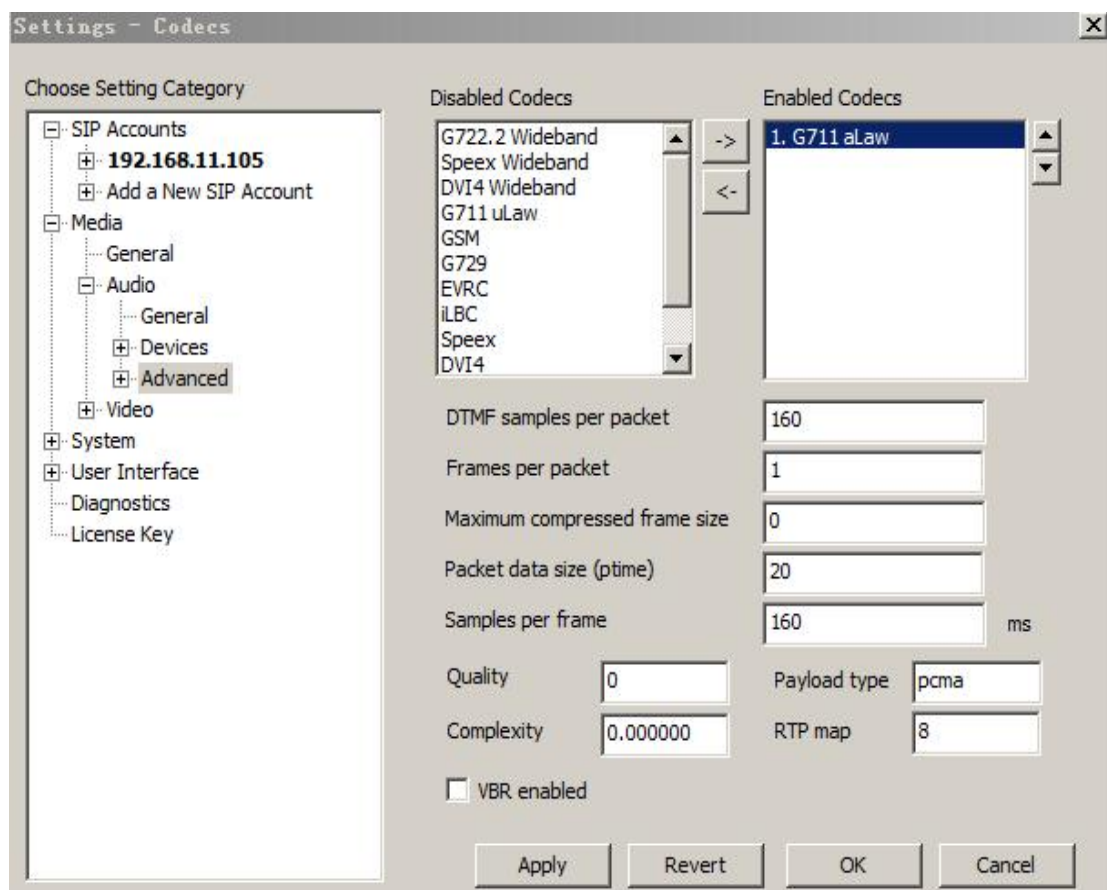 Settings - Codecs
Choose Setting Category
SIP Accounts
192.168.11.105
Add a New SIP Account
Media
General
Audio
General
Devices
Advanced
Video
System
User Interface
Diagnostics
License Key
Disabled Codecs
G722.2 Wideband
Speex Wideband
DVI4 Wideband
G711 uLaw
GSM
G729
EVRC
iLBC
Speex
DVI4
->
<-
Enabled Codecs
1. G711 aLaw
DTMF samples per packet 160
Frames per packet 1
Maximum compressed frame size 0
Packet data size (ptime) 20
Samples per frame 160 ms
Quality 0 Payload type pcma
Complexity 0.000000 RTP map 8
VBR enabled
Apply Revert OK Cancel